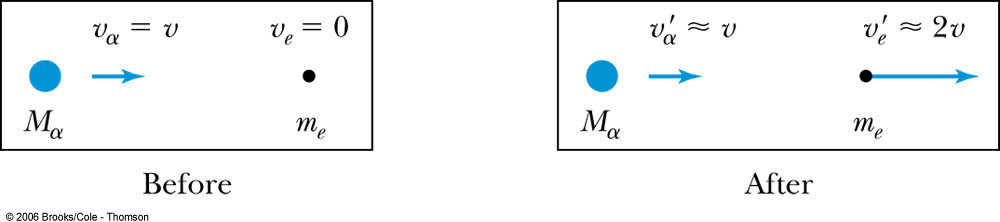 vα = v
ve = 0
Mα
me
Before
v′α ≈ v
v′e ≈ 2v
Mα
me
After
© 2006 Brooks/Cole - Thomson